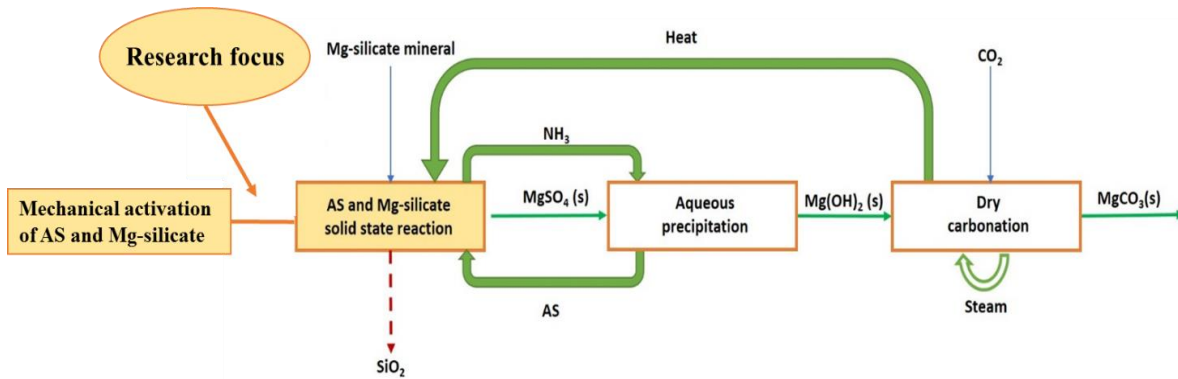 Research focus
Mg-silicate mineral
Heat
CO₂
NH₃
Mechanical activation
of AS and Mg-silicate
AS and Mg-silicate
solid state reaction
MgSO₄ (s)
Aqueous
precipitation
Mg(OH)₂ (s)
Dry
carbonation
MgCO₃(s)
AS
Steam
SiO₂